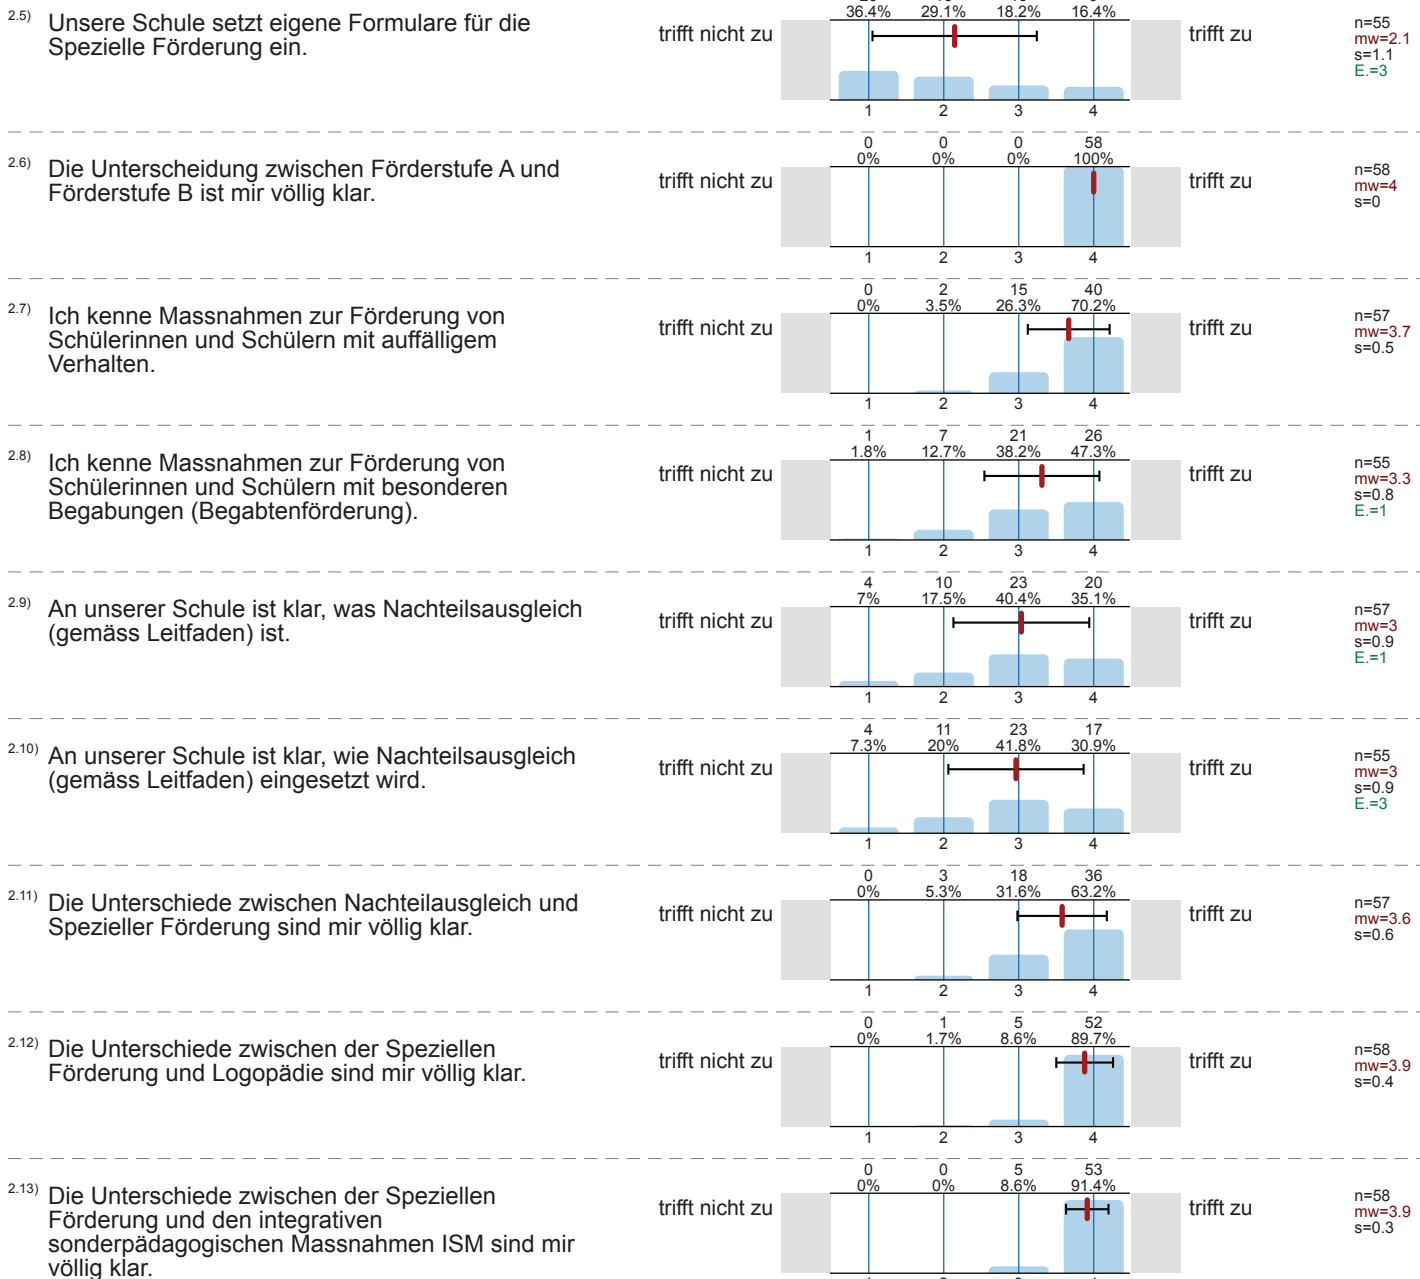 36.4% 29.1% 18.2% 16.4%
2.5) Unsere Schule setzt eigene Formulare für die
Spezielle Förderung ein.
trifft nicht zu trifft zu
n=55
mw=2.1
s=1.1
E.=3
1 2 3 4
0 0 0 58
0% 0% 0% 100%
2.6) Die Unterscheidung zwischen Förderstufe A und
Förderstufe B ist mir völlig klar.
trifft nicht zu trifft zu
n=58
mw=4
s=0
1 2 3 4
0 2 15 40
0% 3.5% 26.3% 70.2%
2.7) Ich kenne Massnahmen zur Förderung von
Schülerinnen und Schülern mit auffälligem
Verhalten.
trifft nicht zu trifft zu
n=57
mw=3.7
s=0.5
1 2 3 4
1 7 21 26
1.8% 12.7% 38.2% 47.3%
2.8) Ich kenne Massnahmen zur Förderung von
Schülerinnen und Schülern mit besonderen
Begabungen (Begabtenförderung).
trifft nicht zu trifft zu
n=55
mw=3.3
s=0.8
E.=1
1 2 3 4
4 10 23 20
7% 17.5% 40.4% 35.1%
2.9) An unserer Schule ist klar, was Nachteilsausgleich
(gemäss Leitfaden) ist.
trifft nicht zu trifft zu
n=57
mw=3
s=0.9
E.=1
1 2 3 4
4 11 23 17
7.3% 20% 41.8% 30.9%
2.10) An unserer Schule ist klar, wie Nachteilsausgleich
(gemäss Leitfaden) eingesetzt wird.
trifft nicht zu trifft zu
n=55
mw=3
s=0.9
E.=3
1 2 3 4
0 3 18 36
0% 5.3% 31.6% 63.2%
2.11) Die Unterschiede zwischen Nachteilausgleich und
Spezieller Förderung sind mir völlig klar.
trifft nicht zu trifft zu
n=57
mw=3.6
s=0.6
1 2 3 4
0 1 5 52
0% 1.7% 8.6% 89.7%
2.12) Die Unterschiede zwischen der Speziellen
Förderung und Logopädie sind mir völlig klar.
trifft nicht zu trifft zu
n=58
mw=3.9
s=0.4
1 2 3 4
0 0 5 53
0% 0% 8.6% 91.4%
2.13) Die Unterschiede zwischen der Speziellen
Förderung und den integrativen
sonderpädagogischen Massnahmen ISM sind mir
völlig klar.
trifft nicht zu trifft zu
n=58
mw=3.9
s=0.3